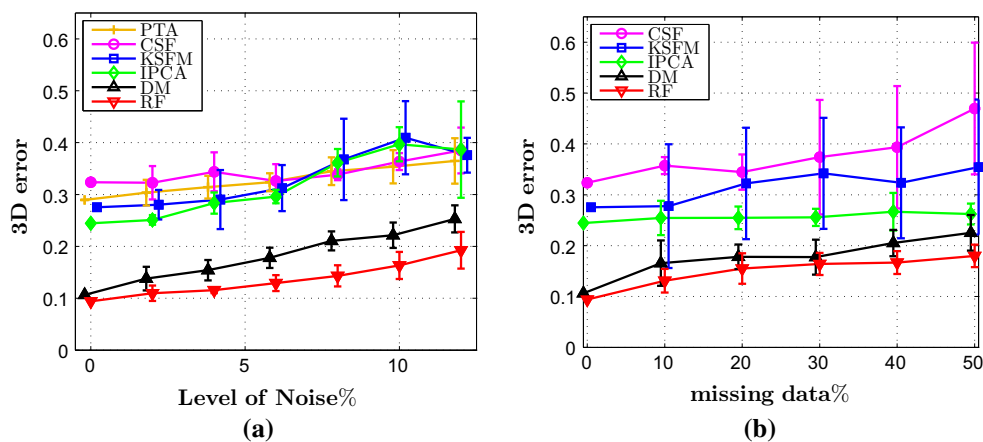 PTA
CSF
KSFM
IPCA
DM
RF
0.6
0.5
0.4
0.3
0.2
0.1
0
3D error
0 5 10
Level of Noise%
(a)
CSF
KSFM
IPCA
DM
RF
0.6
0.5
0.4
0.3
0.2
0.1
0
3D error
0 10 20 30 40 50
missing data%
(b)